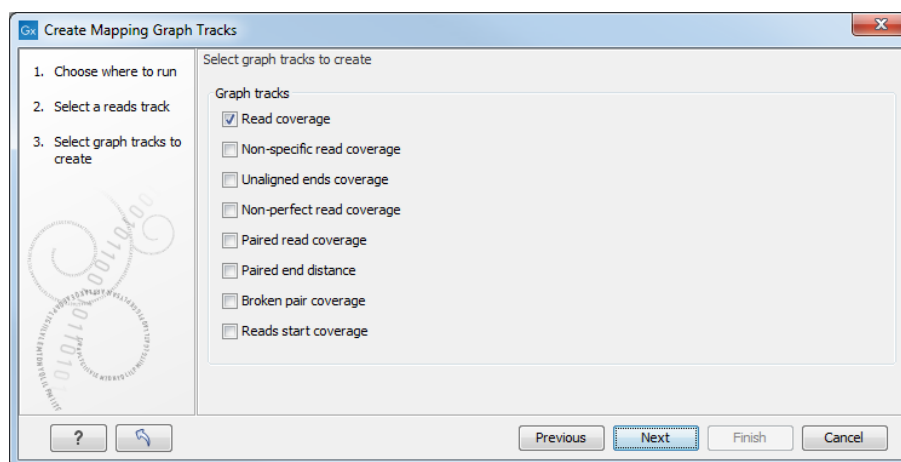 Gx Create Mapping Graph Tracks
1. Choose where to run
2. Select a reads track
3. Select graph tracks to
create
Select graph tracks to create
Graph tracks
Read coverage
Non-specific read coverage
Unaligned ends coverage
Non-perfect read coverage
Paired read coverage
Paired end distance
Broken pair coverage
Reads start coverage
? Previous Next Finish Cancel